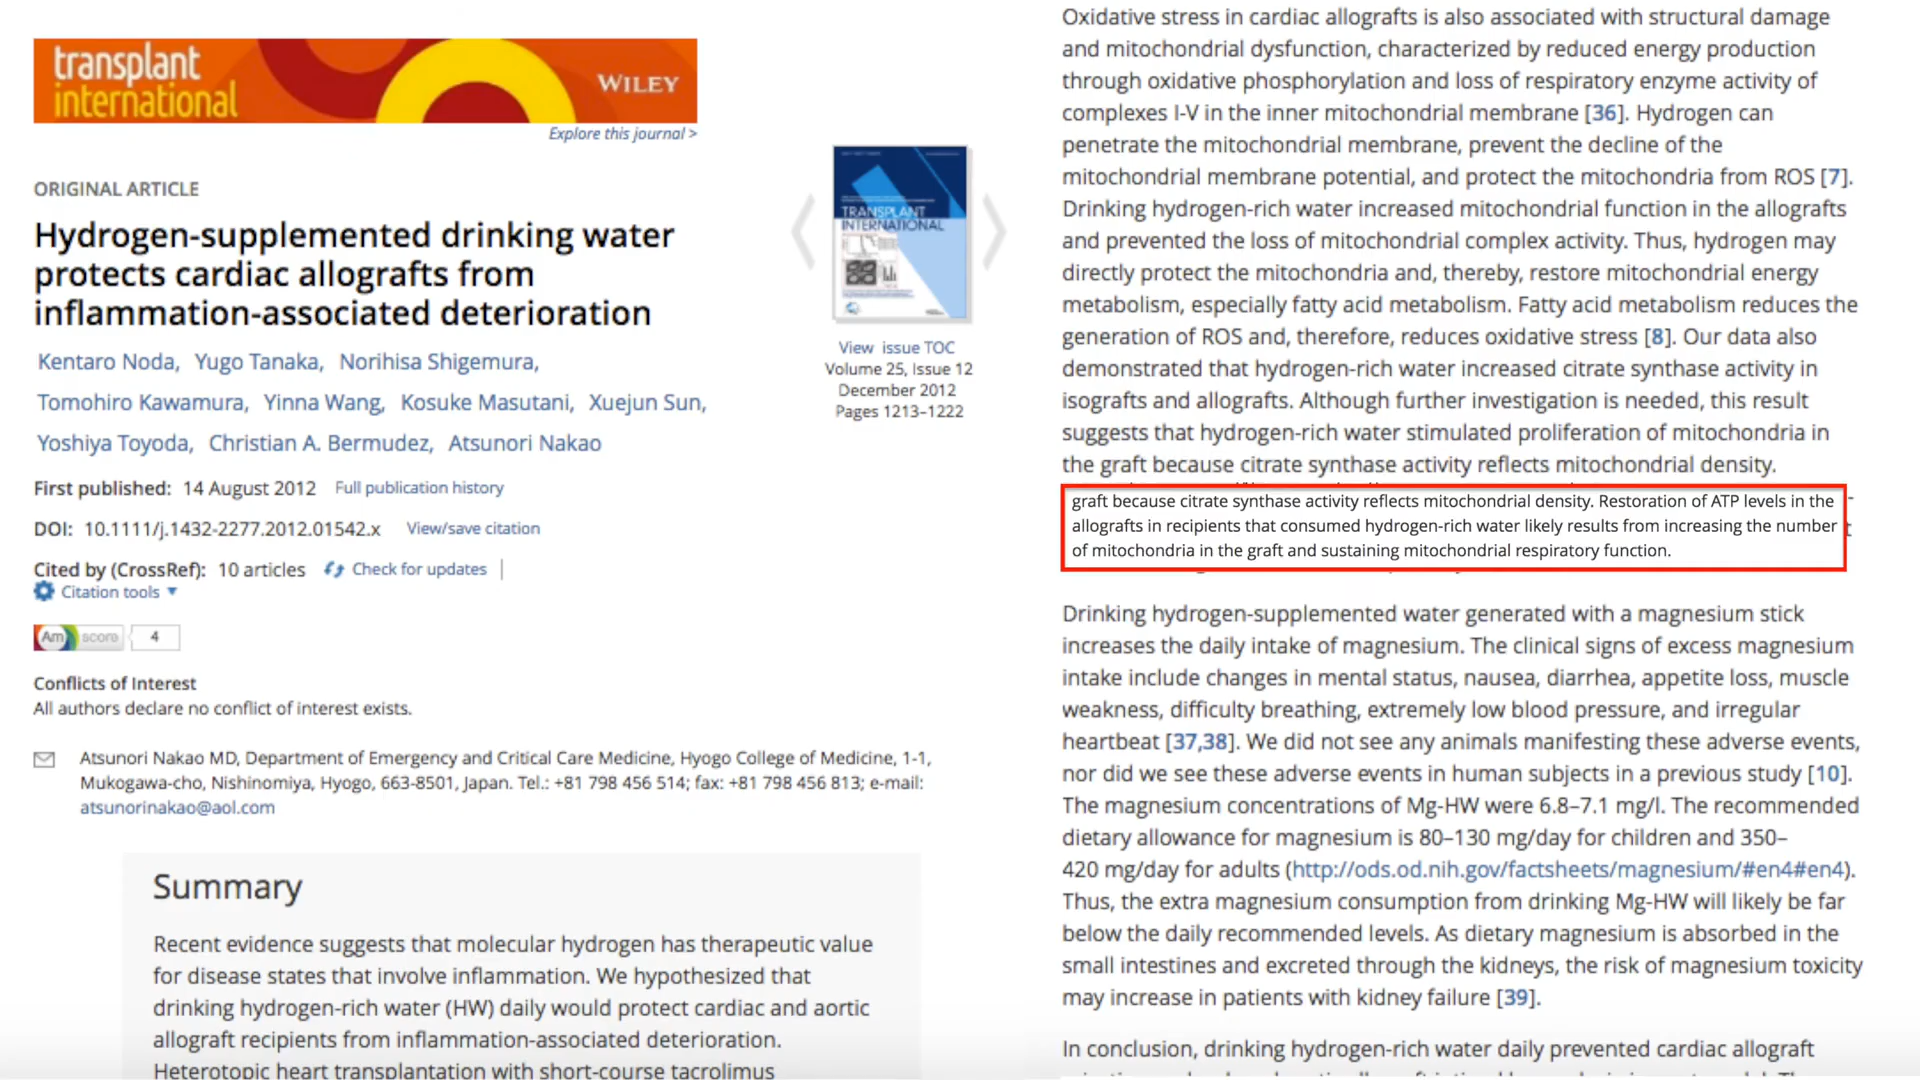 transplant
international
WILEY
Explore this journal >
ORIGINAL ARTICLE
Hydrogen-supplemented drinking water
protects cardiac allografts from
inflammation-associated deterioration
Kentaro Noda, Yugo Tanaka, Norihisa Shigemura,
Tomohiro Kawamura, Yinna Wang, Kosuke Masutani, Xuejun Sun,
Yoshiya Toyoda, Christian A. Bermudez, Atsunori Nakao
First published: 14 August 2012 Full publication history
DOI: 10.1111/j.1432-2277.2012.01542.x View/save citation
Cited by (CrossRef): 10 articles Check for updates
Citation tools
Am score 4
Conflicts of Interest
All authors declare no conflict of interest exists.
Atsunori Nakao MD, Department of Emergency and Critical Care Medicine, Hyogo College of Medicine, 1-1,
Mukogawa-cho, Nishinomiya, Hyogo, 663-8501, Japan. Tel.: +81 798 456 514; fax: +81 798 456 813; e-mail:
atsunorinakao@aol.com
Summary
Recent evidence suggests that molecular hydrogen has therapeutic value
for disease states that involve inflammation. We hypothesized that
drinking hydrogen-rich water (HW) daily would protect cardiac and aortic
allograft recipients from inflammation-associated deterioration.
Heterotopic heart transplantation with short-course tacrolimus
TRANSPLANT
INTERNATIONAL
View issue TOC
Volume 25, Issue 12
December 2012
Pages 1213–1222
Oxidative stress in cardiac allografts is also associated with structural damage
and mitochondrial dysfunction, characterized by reduced energy production
through oxidative phosphorylation and loss of respiratory enzyme activity of
complexes I-V in the inner mitochondrial membrane [36]. Hydrogen can
penetrate the mitochondrial membrane, prevent the decline of the
mitochondrial membrane potential, and protect the mitochondria from ROS [7].
Drinking hydrogen-rich water increased mitochondrial function in the allografts
and prevented the loss of mitochondrial complex activity. Thus, hydrogen may
directly protect the mitochondria and, thereby, restore mitochondrial energy
metabolism, especially fatty acid metabolism. Fatty acid metabolism reduces the
generation of ROS and, therefore, reduces oxidative stress [8]. Our data also
demonstrated that hydrogen-rich water increased citrate synthase activity in
isografts and allografts. Although further investigation is needed, this result
suggests that hydrogen-rich water stimulated proliferation of mitochondria in
the graft because citrate synthase activity reflects mitochondrial density.
graft because citrate synthase activity reflects mitochondrial density. Restoration of ATP levels in the
allografts in recipients that consumed hydrogen-rich water likely results from increasing the number
of mitochondria in the graft and sustaining mitochondrial respiratory function.
Drinking hydrogen-supplemented water generated with a magnesium stick
increases the daily intake of magnesium. The clinical signs of excess magnesium
intake include changes in mental status, nausea, diarrhea, appetite loss, muscle
weakness, difficulty breathing, extremely low blood pressure, and irregular
heartbeat [37,38]. We did not see any animals manifesting these adverse events,
nor did we see these adverse events in human subjects in a previous study [10].
The magnesium concentrations of Mg-HW were 6.8–7.1 mg/l. The recommended
dietary allowance for magnesium is 80–130 mg/day for children and 350–
420 mg/day for adults (http://ods.od.nih.gov/factsheets/magnesium/#en4#en4).
Thus, the extra magnesium consumption from drinking Mg-HW will likely be far
below the daily recommended levels. As dietary magnesium is absorbed in the
small intestines and excreted through the kidneys, the risk of magnesium toxicity
may increase in patients with kidney failure [39].
In conclusion, drinking hydrogen-rich water daily prevented cardiac allograft